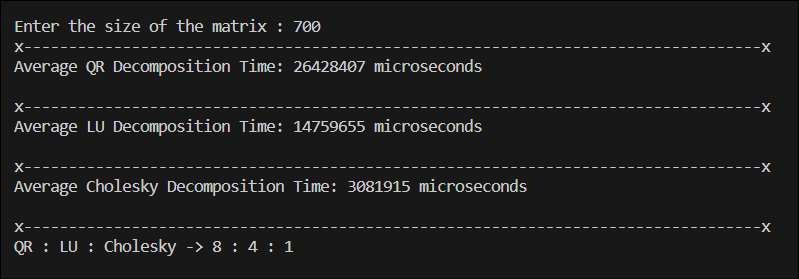 Enter the size of the matrix : 700
x----------------------------------------------------------------------------------x
Average QR Decomposition Time: 26428407 microseconds
x----------------------------------------------------------------------------------x
Average LU Decomposition Time: 14759655 microseconds
x----------------------------------------------------------------------------------x
Average Cholesky Decomposition Time: 3081915 microseconds
x----------------------------------------------------------------------------------x
QR : LU : Cholesky -> 8 : 4 : 1